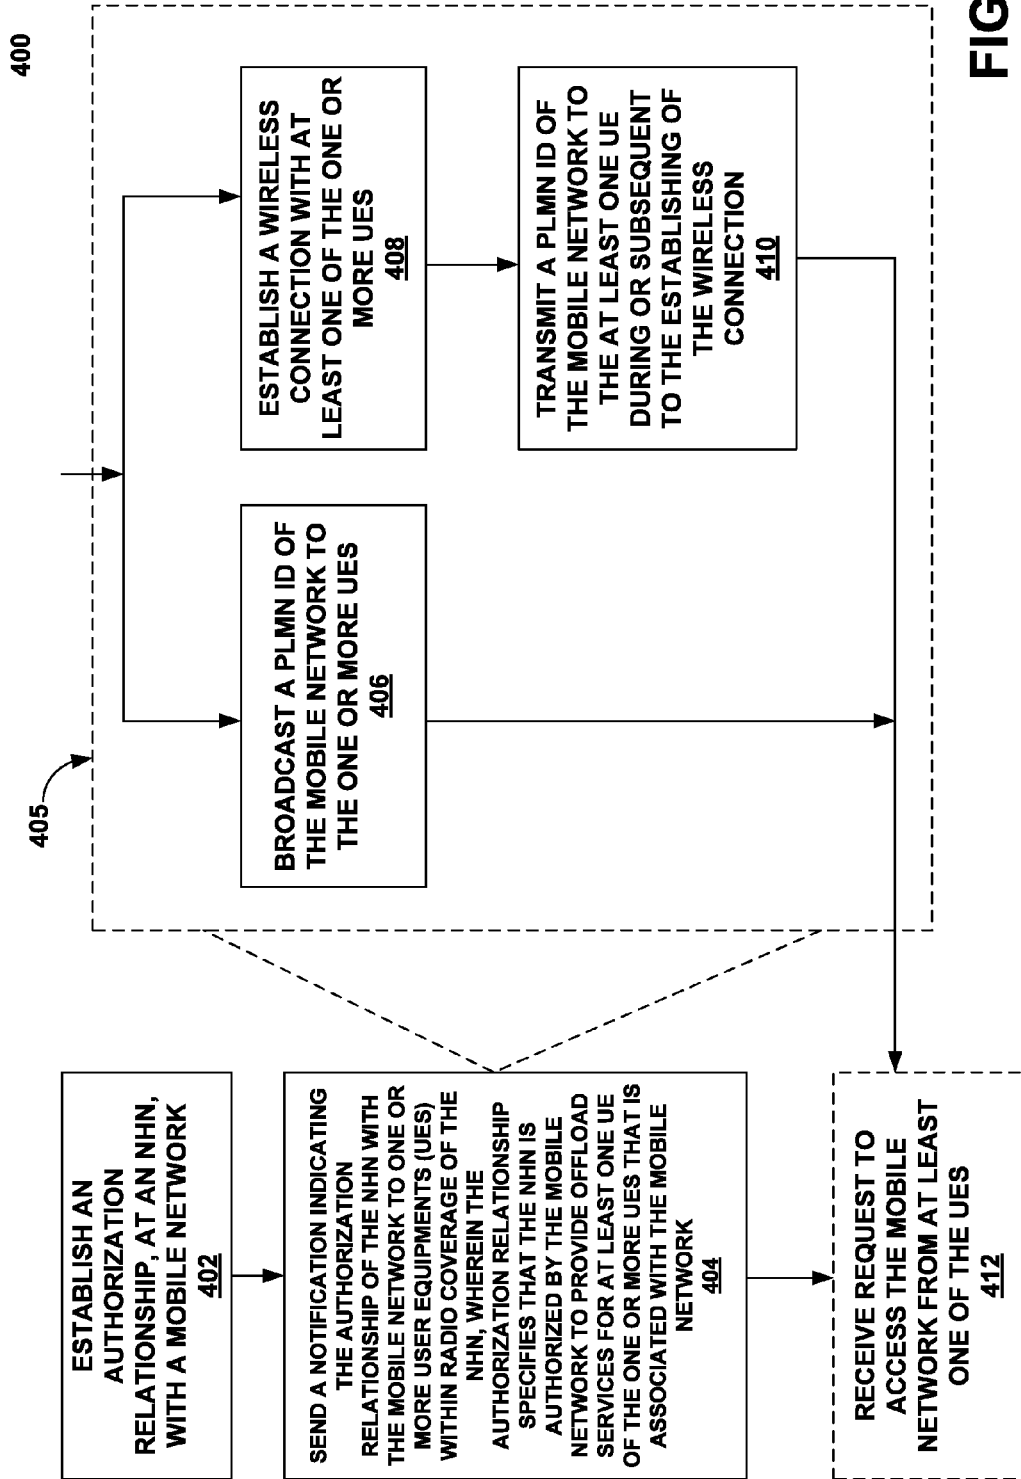 400
405
ESTABLISH AN
AUTHORIZATION
RELATIONSHIP, AT AN NHN,
WITH A MOBILE NETWORK
402
SEND A NOTIFICATION INDICATING
THE AUTHORIZATION
RELATIONSHIP OF THE NHN WITH
THE MOBILE NETWORK TO ONE OR
MORE USER EQUIPMENTS (UES)
WITHIN RADIO COVERAGE OF THE
NHN, WHEREIN THE
AUTHORIZATION RELATIONSHIP
SPECIFIES THAT THE NHN IS
AUTHORIZED BY THE MOBILE
NETWORK TO PROVIDE OFFLOAD
SERVICES FOR AT LEAST ONE UE
OF THE ONE OR MORE UES THAT IS
ASSOCIATED WITH THE MOBILE
NETWORK
404
BROADCAST A PLMN ID OF
THE MOBILE NETWORK TO
THE ONE OR MORE UES
406
ESTABLISH A WIRELESS
CONNECTION WITH AT
LEAST ONE OF THE ONE OR
MORE UES
408
TRANSMIT A PLMN ID OF
THE MOBILE NETWORK TO
THE AT LEAST ONE UE
DURING OR SUBSEQUENT
TO THE ESTABLISHING OF
THE WIRELESS
CONNECTION
410
RECEIVE REQUEST TO
ACCESS THE MOBILE
NETWORK FROM AT LEAST
ONE OF THE UES
412
FIG